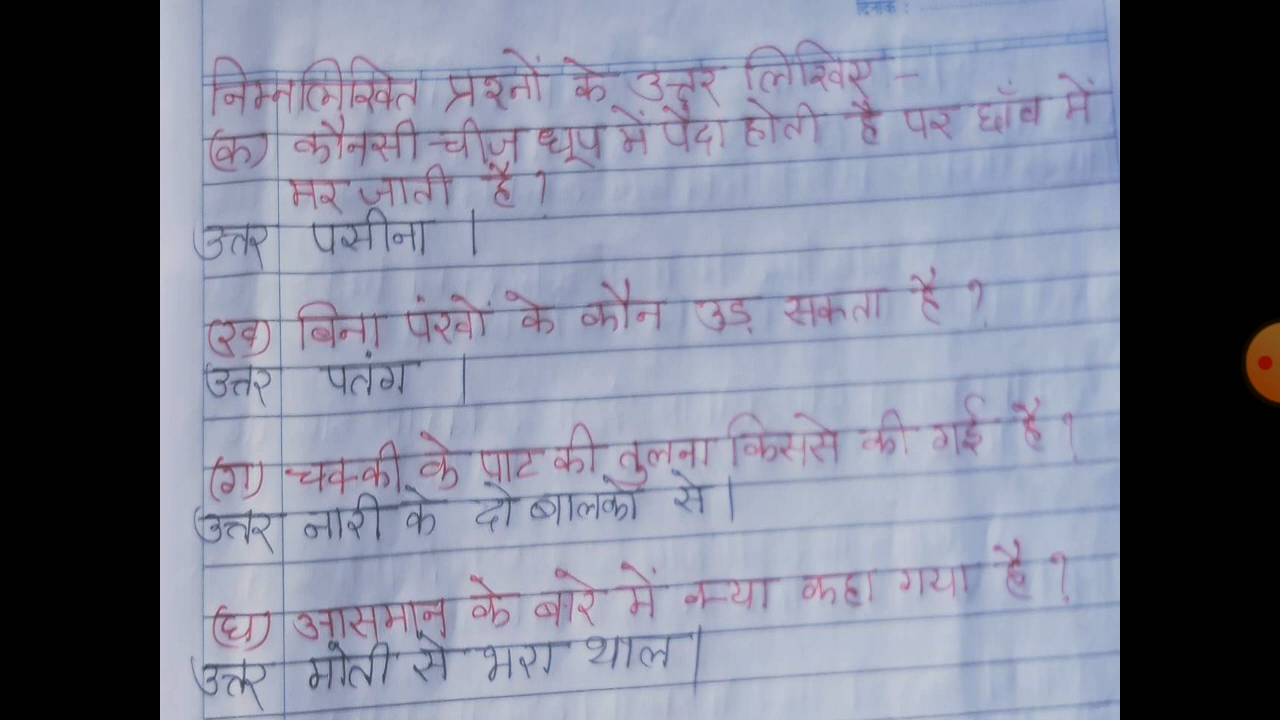 दिनांक :
निम्नलिखित प्रश्नों के उत्तर लिखिए -
(क) कौनसी चीज़ धूप में पैदा होती है पर छाँव में
मर जाती है ?
उत्तर पसीना ।
(ख) बिना पंखों के कौन उड़ सकता है ?
उत्तर पतंग ।
(ग) चक्की के पाट की तुलना किससे की गई है ?
उत्तर नारी के दो बालकों से ।
(घ) आसमान के बारे में क्या कहा गया है ?
उत्तर मोती से भरा थाल ।